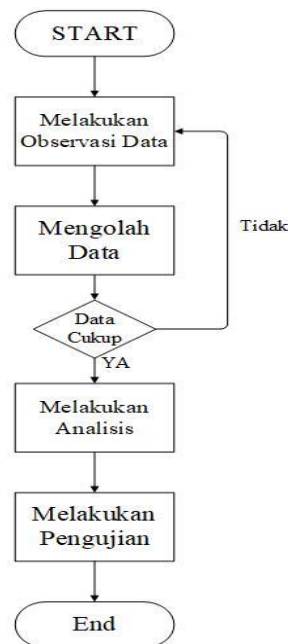 START
Melakukan
Observasi Data
Mengolah
Data
Tidak
Data
Cukup
YA
Melakukan
Analisis
Melakukan
Pengujian
End